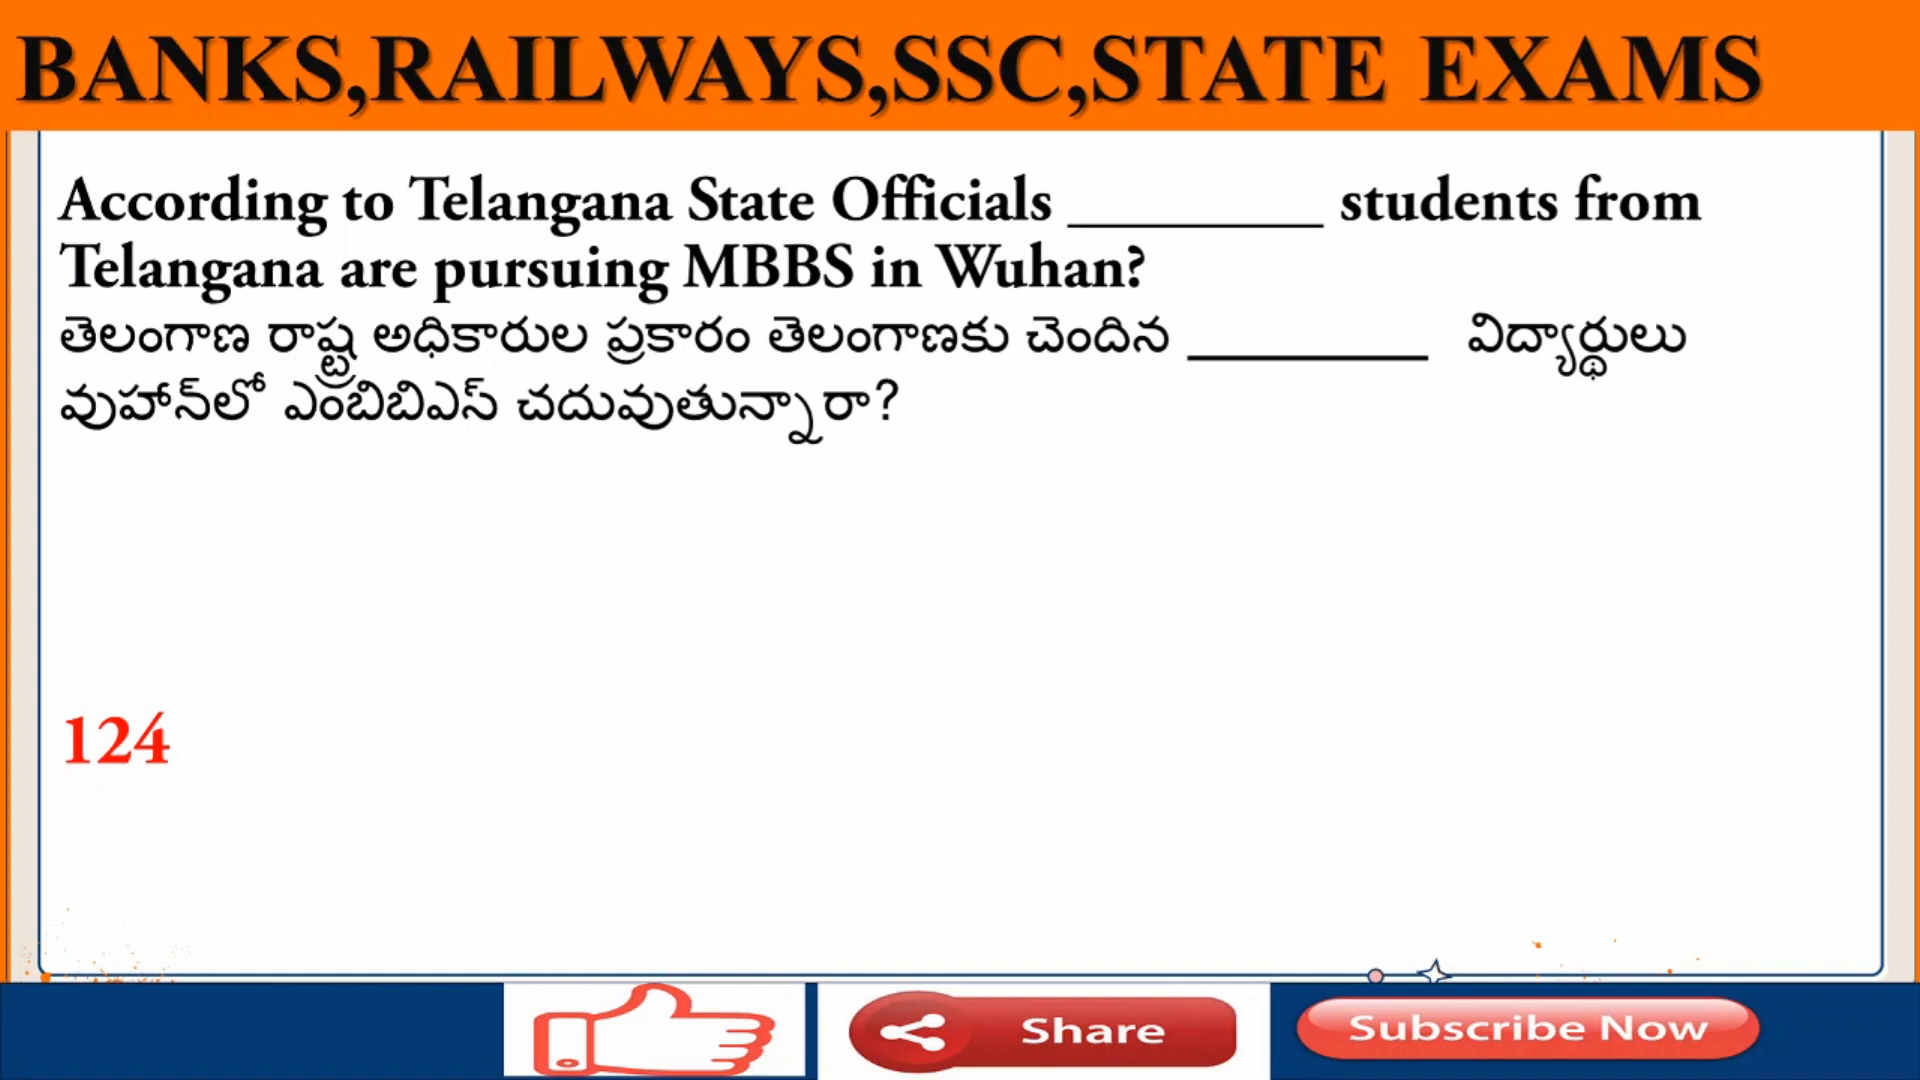 BANKS,RAILWAYS,SSC,STATE EXAMS
According to Telangana State Officials ________ students from
Telangana are pursuing MBBS in Wuhan?
తెలంగాణ రాష్ట్ర అధికారుల ప్రకారం తెలంగాణకు చెందిన ________ విద్యార్థులు
వుహాన్‌లో ఎంబిబిఎస్ చదువుతున్నారా?
124
Share
Subscribe Now